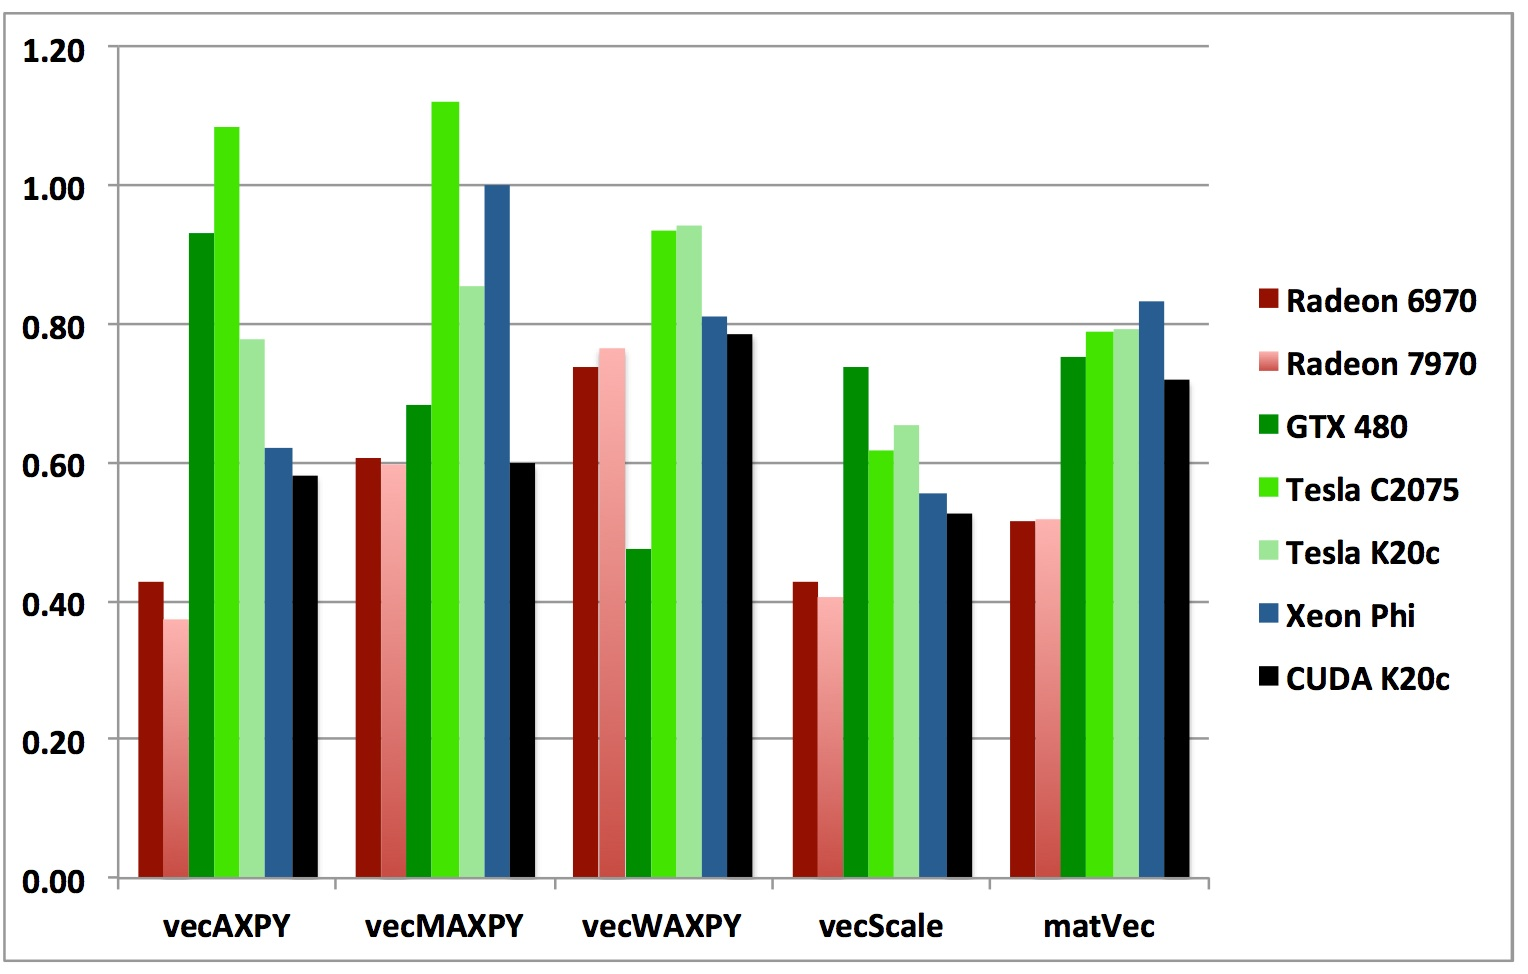 1.20
1.00
0.80
0.60
0.40
0.20
0.00
vecAXPY vecMAXPY vecWAXPY vecScale matVec
Radeon 6970
Radeon 7970
GTX 480
Tesla C2075
Tesla K20c
Xeon Phi
CUDA K20c